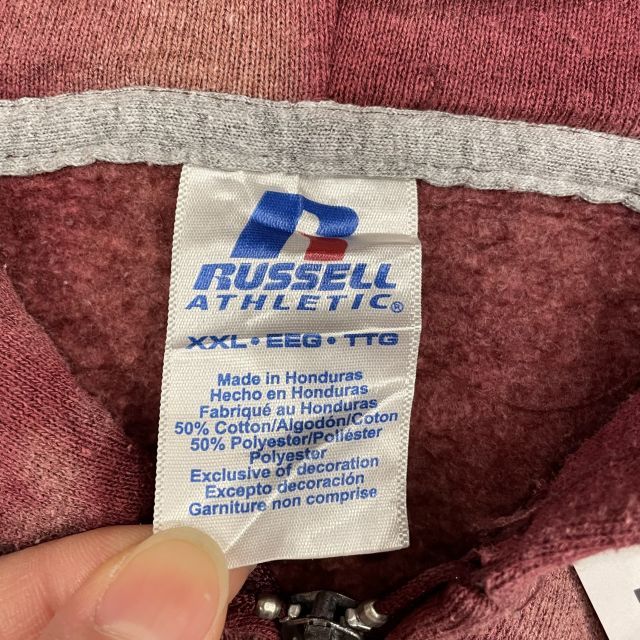 RUSSELL
ATHLETIC®
XXL • EEG • TTG
Made in Honduras
Hecho en Honduras
Fabriqué au Honduras
50% Cotton/Algodón/Coton
50% Polyester/Poliéster
Polyester
Exclusive of decoration
Excepto decoración
Garniture non comprise